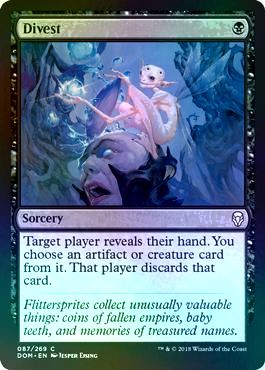 Divest
Sorcery
Target player reveals their hand. You
choose an artifact or creature card
from it. That player discards that
card.
Flittersprites collect unusually valuable
things: coins of fallen empires, baby
teeth, and memories of treasured names.
087/269 C
DOM • EN Jesper Ejsing
™ & © 2018 Wizards of the Coast